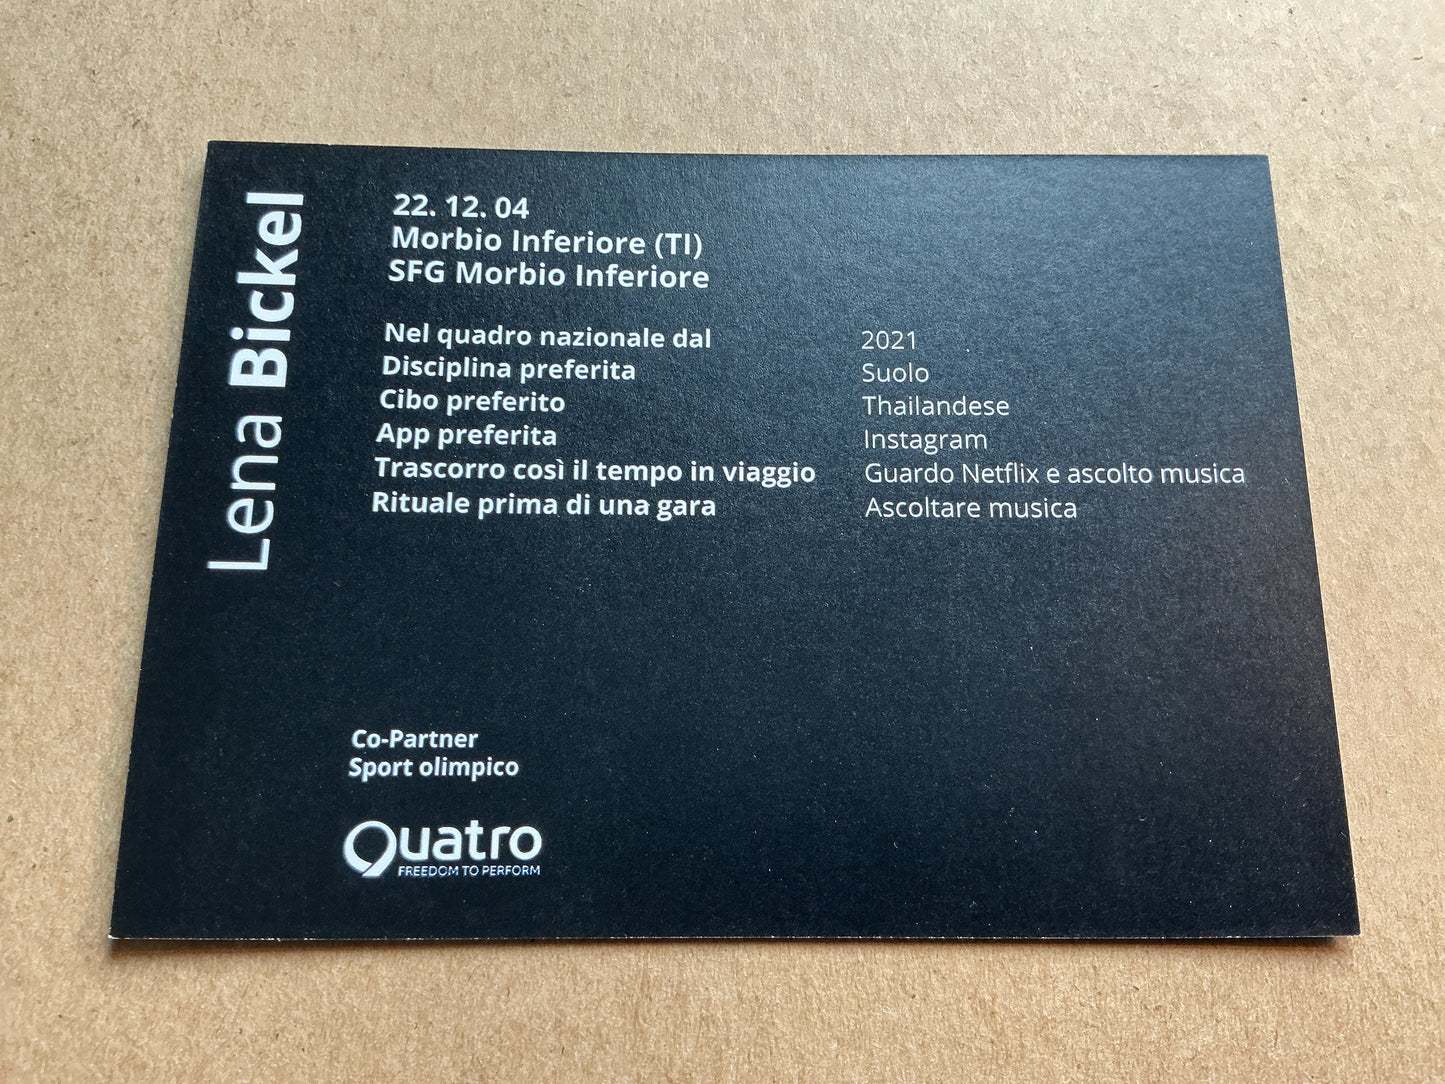 Lena Bickel
22. 12. 04
Morbio Inferiore (TI)
SFG Morbio Inferiore
Nel quadro nazionale dal 2021
Disciplina preferita Suolo
Cibo preferito Thailandese
App preferita Instagram
Trascorro così il tempo in viaggio Guardo Netflix e ascolto musica
Rituale prima di una gara Ascoltare musica
Co-Partner
Sport olimpico
Quatro
FREEDOM TO PERFORM